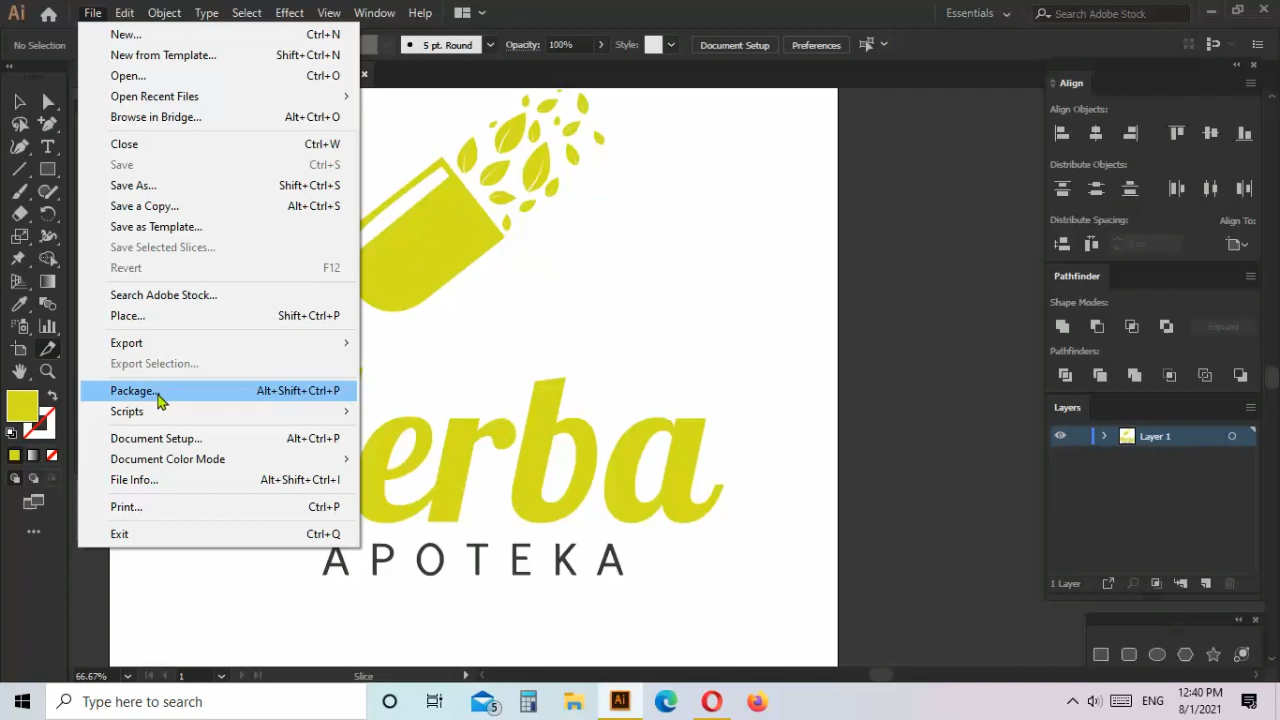 Ai File Edit Object Type Select Effect View Window Help Essentials Search Adobe Stock
No Selection 5 pt. Round Opacity: 100% Style: Document Setup Preferences
New... Ctrl+N
New from Template... Shift+Ctrl+N
Open... Ctrl+O
Open Recent Files
Browse in Bridge... Alt+Ctrl+O
Close Ctrl+W
Save Ctrl+S
Save As... Shift+Ctrl+S
Save a Copy... Alt+Ctrl+S
Save as Template...
Save Selected Slices...
Revert F12
Search Adobe Stock...
Place... Shift+Ctrl+P
Export
Export Selection...
Package... Alt+Shift+Ctrl+P
Scripts
Document Setup... Alt+Ctrl+P
Document Color Mode
File Info... Alt+Shift+Ctrl+I
Print... Ctrl+P
Exit Ctrl+Q
erba
APOTEKA
Align
Align Objects:
Distribute Objects:
Distribute Spacing: Align To:
0 in
Pathfinder
Shape Modes:
Expand
Pathfinders:
Layers
Layer 1
1 Layer
66.67% 1 Slice
Type here to search 5 Ai ENG 6:40 PM
8/1/2021